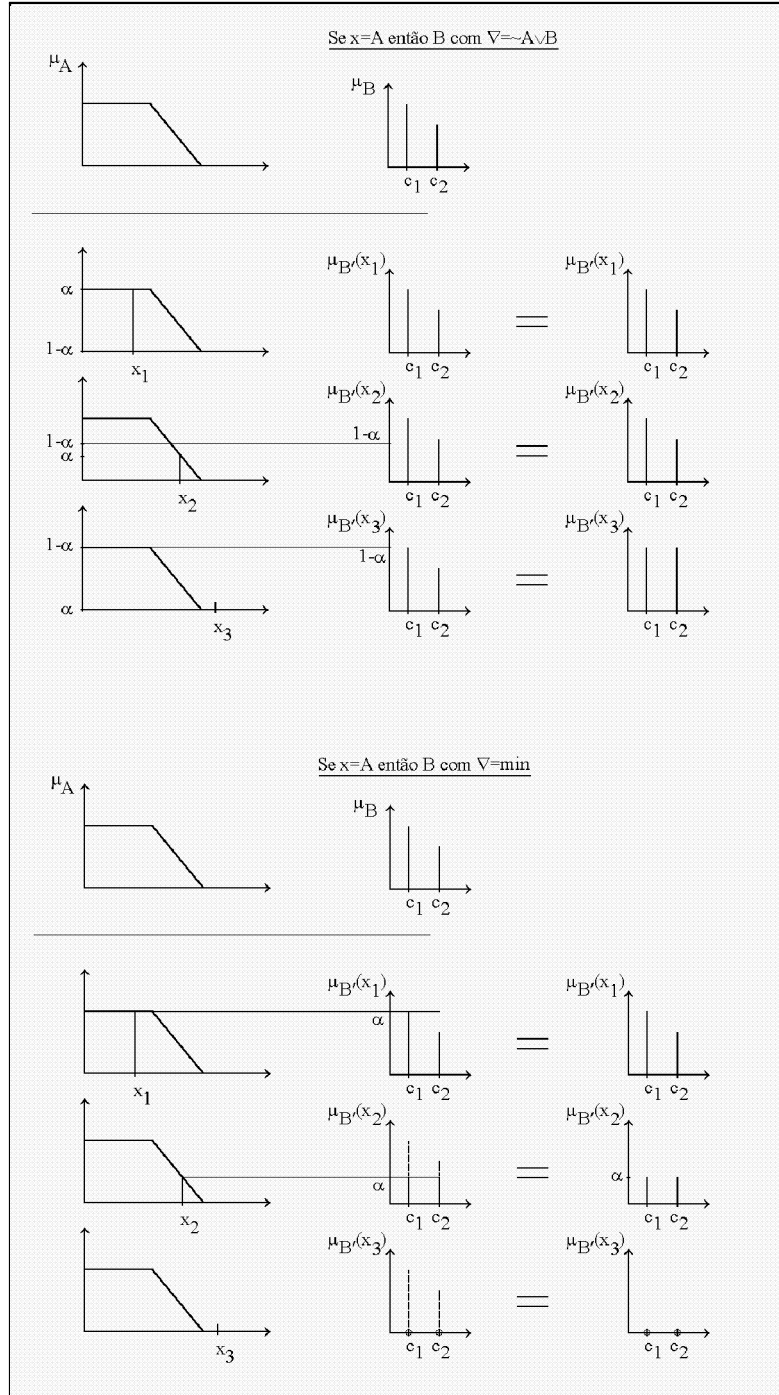 Se x=A então B com ∇=~A∨B
μA
μB
c1 c2
α
1-α
x1
μB'(x1)
c1 c2
=
μB'(x1)
c1 c2
1-α
α
x2
μB'(x2)
1-α
c1 c2
=
μB'(x2)
c1 c2
1-α
α
x3
μB'(x3)
1-α
c1 c2
=
μB'(x3)
c1 c2
Se x=A então B com ∇=min
μA
μB
c1 c2
x1
μB'(x1)
α
c1 c2
=
μB'(x1)
c1 c2
x2
μB'(x2)
α
c1 c2
=
μB'(x2)
α
c1 c2
x3
μB'(x3)
c1 c2
=
μB'(x3)
c1 c2